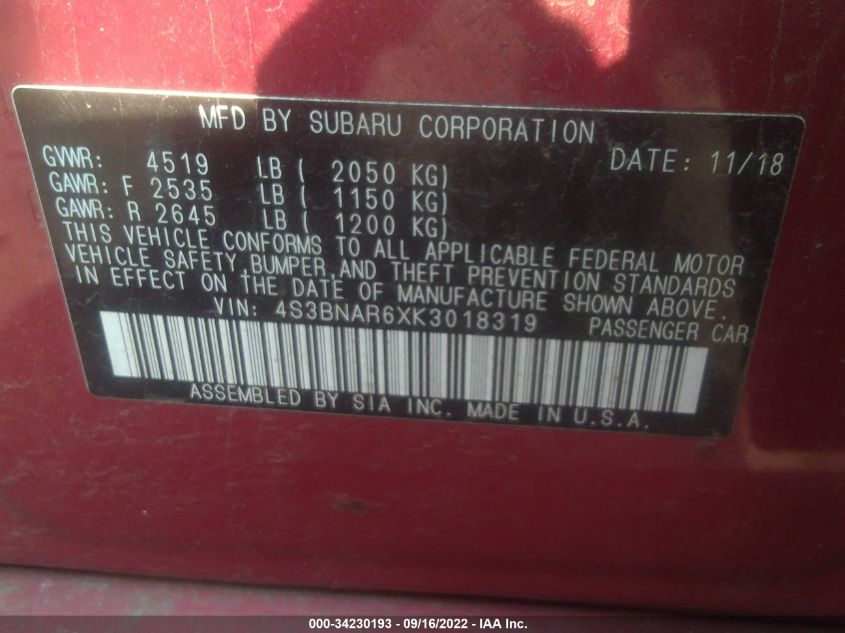 MFD BY SUBARU CORPORATION
GVWR: 4519 LB ( 2050 KG) DATE: 11/18
GAWR: F 2535 LB ( 1150 KG)
GAWR: R 2645 LB ( 1200 KG)
THIS VEHICLE CONFORMS TO ALL APPLICABLE FEDERAL MOTOR
VEHICLE SAFETY,BUMPER,AND THEFT PREVENTION STANDARDS
IN EFFECT ON THE DATE OF MANUFACTURE SHOWN ABOVE.
VIN: 4S3BNAR6XK3018319 PASSENGER CAR
ASSEMBLED BY SIA INC. MADE IN U.S.A.
000-34230193 - 09/16/2022 - IAA Inc.